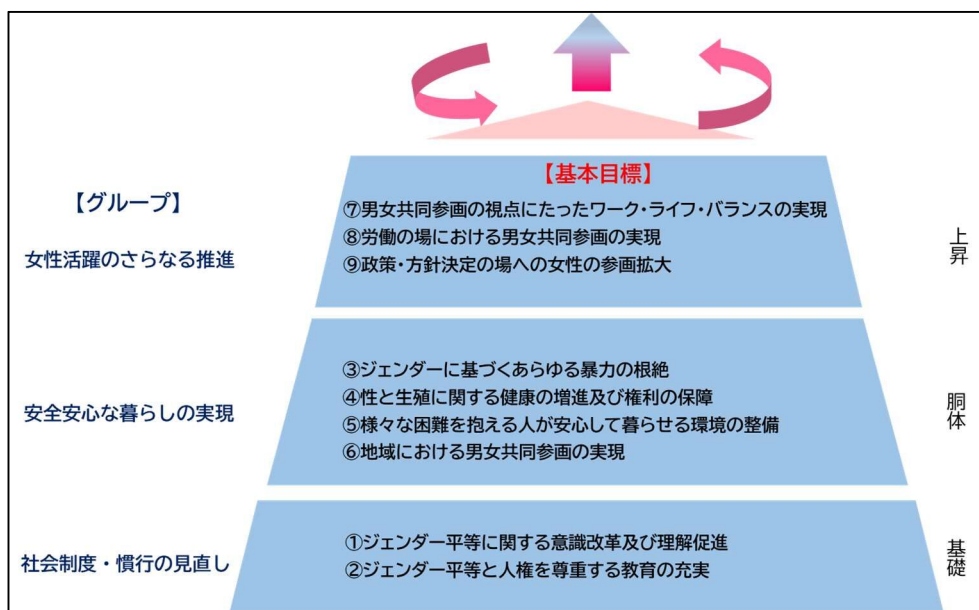 【基本目標】
【グループ】
⑦男女共同参画の視点にたったワーク・ライフ・バランスの実現
⑧労働の場における男女共同参画の実現
⑨政策・方針決定の場への女性の参画拡大
女性活躍のさらなる推進
上昇
③ジェンダーに基づくあらゆる暴力の根絶
④性と生殖に関する健康の増進及び権利の保障
⑤様々な困難を抱える人が安心して暮らせる環境の整備
⑥地域における男女共同参画の実現
安全安心な暮らしの実現
胴体
①ジェンダー平等に関する意識改革及び理解促進
②ジェンダー平等と人権を尊重する教育の充実
社会制度・慣行の見直し
基礎